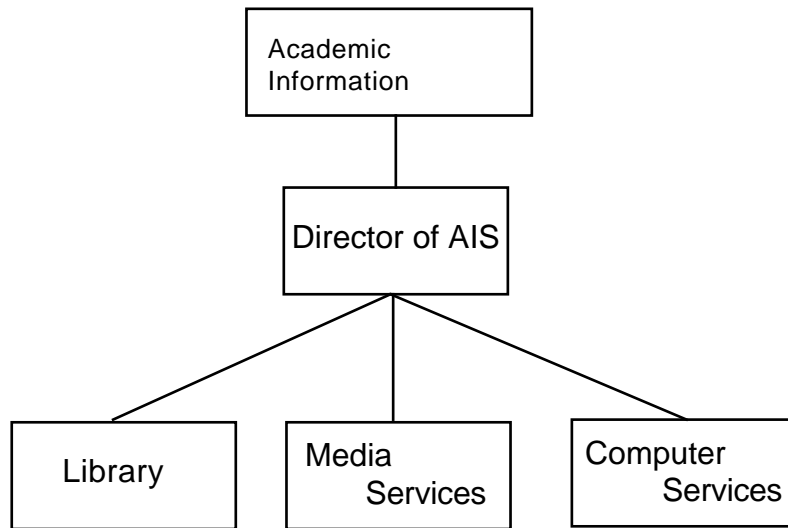 Academic
Information
Director of AIS
Library
Media
Services
Computer
Services